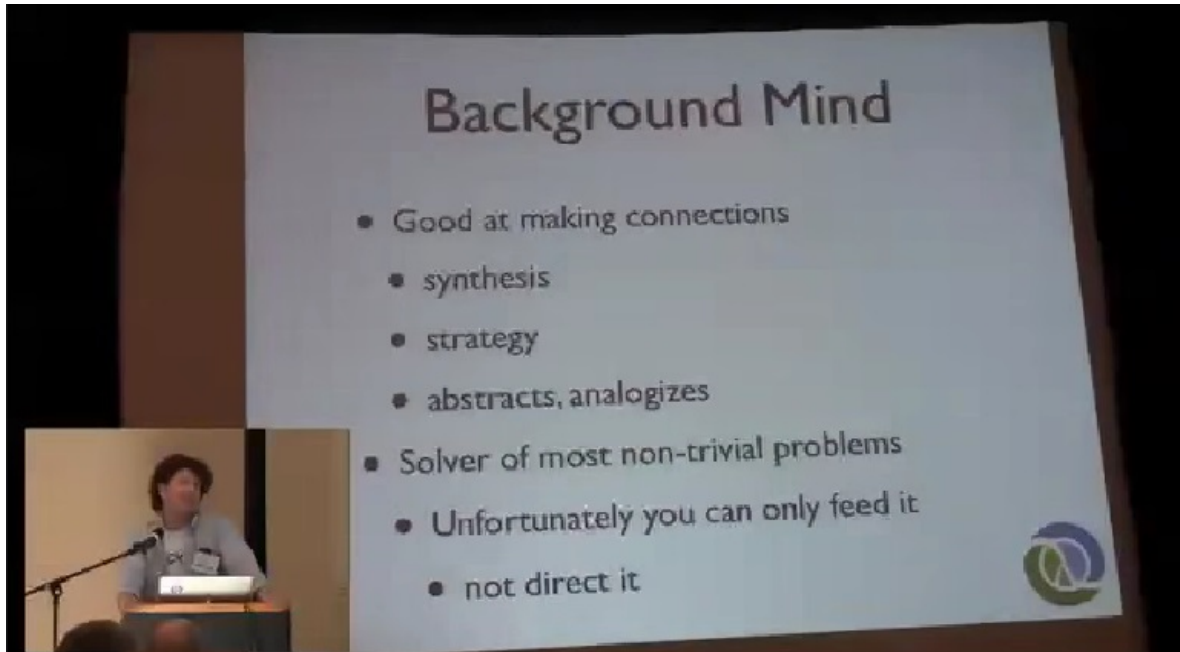 Background Mind
• Good at making connections
• synthesis
• strategy
• abstracts, analogizes
• Solver of most non-trivial problems
• Unfortunately you can only feed it
• not direct it